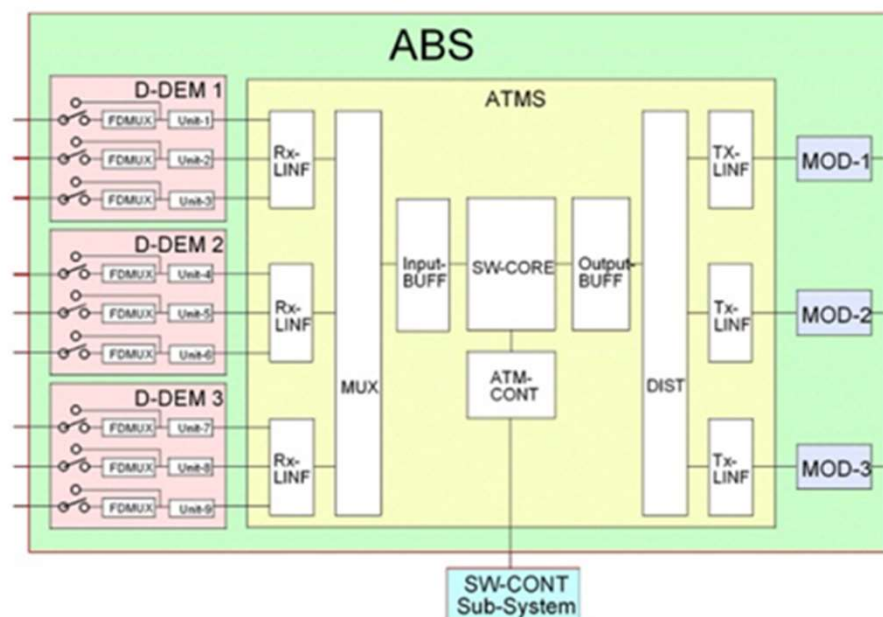 ABS
D-DEM 1
FDMUX
Unit-1
FDMUX
Unit-2
FDMUX
Unit-3
D-DEM 2
FDMUX
Unit-4
FDMUX
Unit-5
FDMUX
Unit-6
D-DEM 3
FDMUX
Unit-7
FDMUX
Unit-8
FDMUX
Unit-9
ATMS
Rx-
LINF
Rx-
LINF
Rx-
LINF
MUX
Input-
BUFF
SW-CORE
Output-
BUFF
ATM-
CONT
DIST
TX-
LINF
Tx-
LINF
Tx-
LINF
MOD-1
MOD-2
MOD-3
SW-CONT
Sub-System